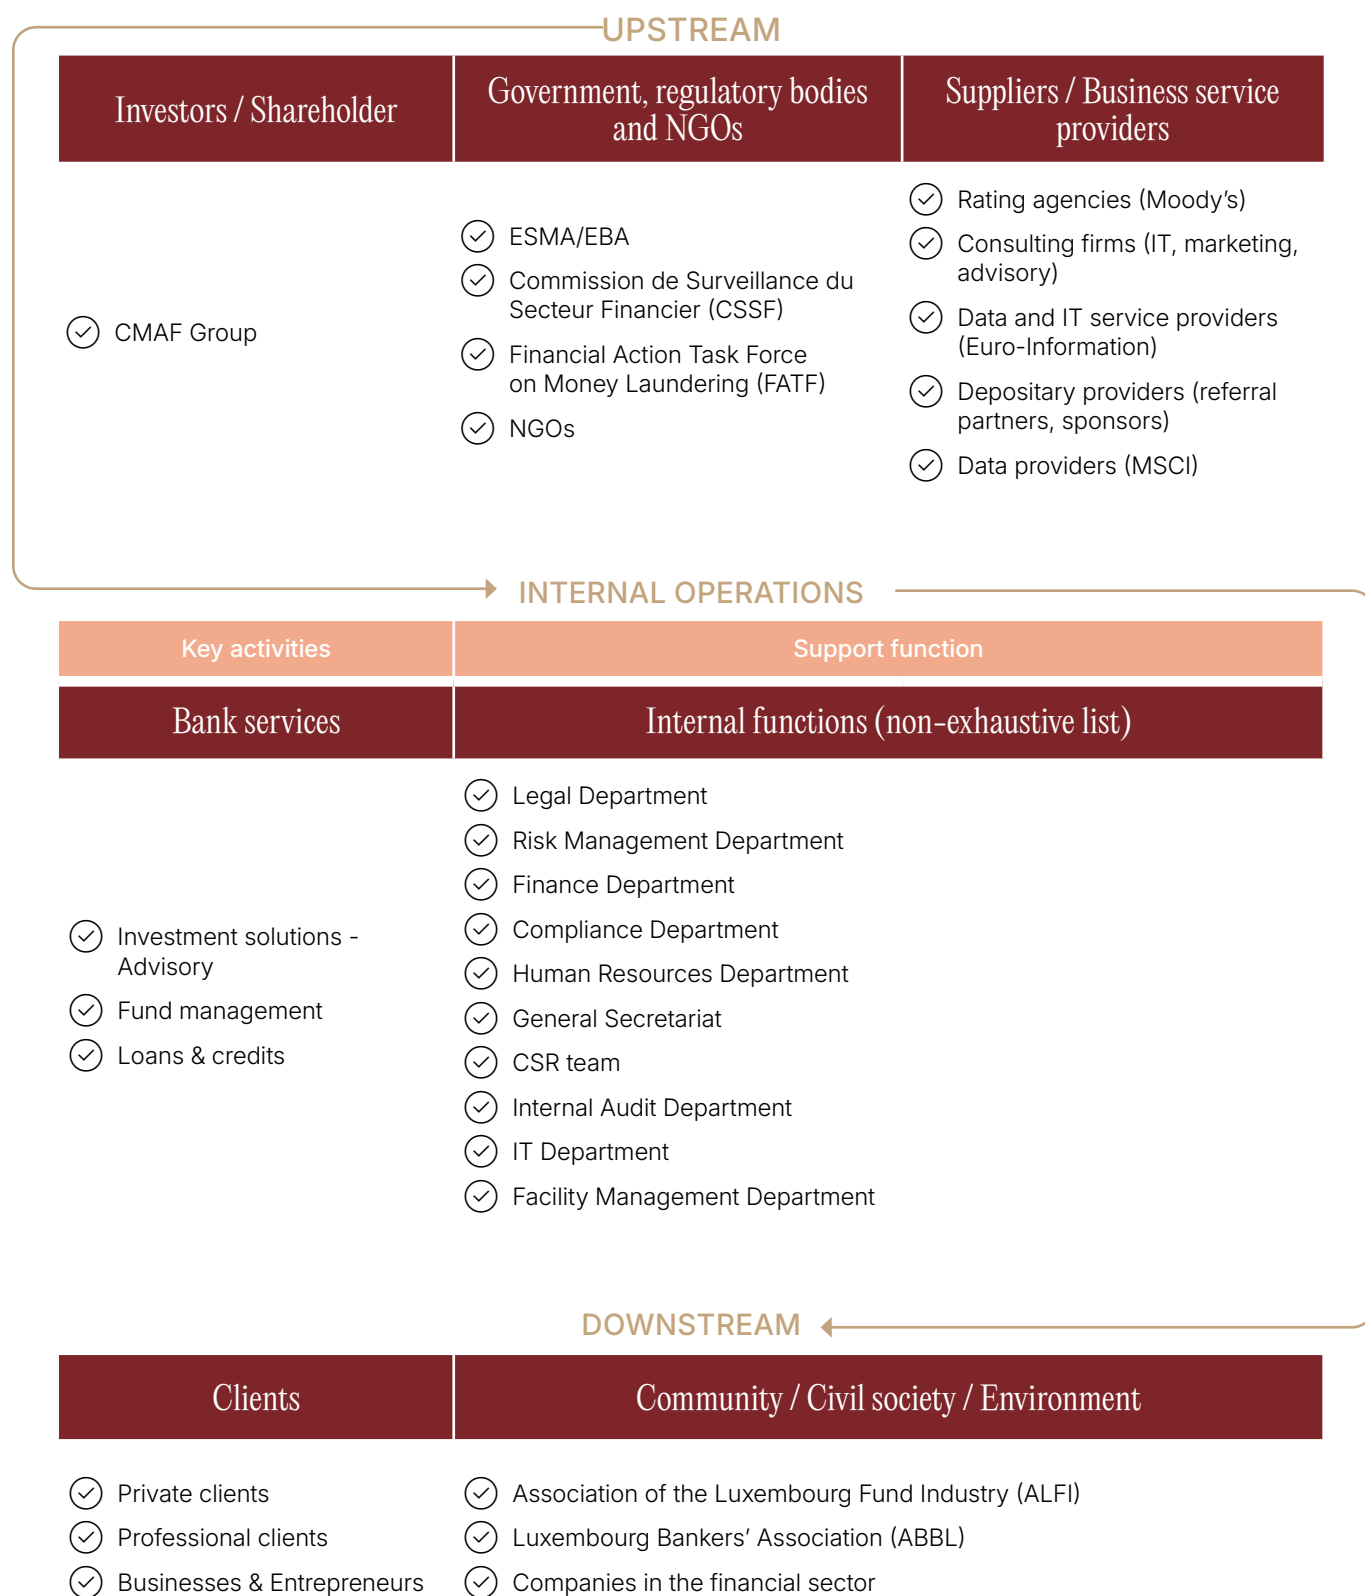 UPSTREAM
Investors / Shareholder
Government, regulatory bodies
and NGOs
Suppliers / Business service
providers
CMAF Group
ESMA/EBA
Commission de Surveillance du
Secteur Financier (CSSF)
Financial Action Task Force
on Money Laundering (FATF)
NGOs
Rating agencies (Moody’s)
Consulting firms (IT, marketing,
advisory)
Data and IT service providers
(Euro-Information)
Depositary providers (referral
partners, sponsors)
Data providers (MSCI)
INTERNAL OPERATIONS
Key activities
Support function
Bank services
Internal functions (non-exhaustive list)
Investment solutions -
Advisory
Fund management
Loans & credits
Legal Department
Risk Management Department
Finance Department
Compliance Department
Human Resources Department
General Secretariat
CSR team
Internal Audit Department
IT Department
Facility Management Department
DOWNSTREAM
Clients
Community / Civil society / Environment
Private clients
Professional clients
Businesses & Entrepreneurs
Association of the Luxembourg Fund Industry (ALFI)
Luxembourg Bankers’ Association (ABBL)
Companies in the financial sector